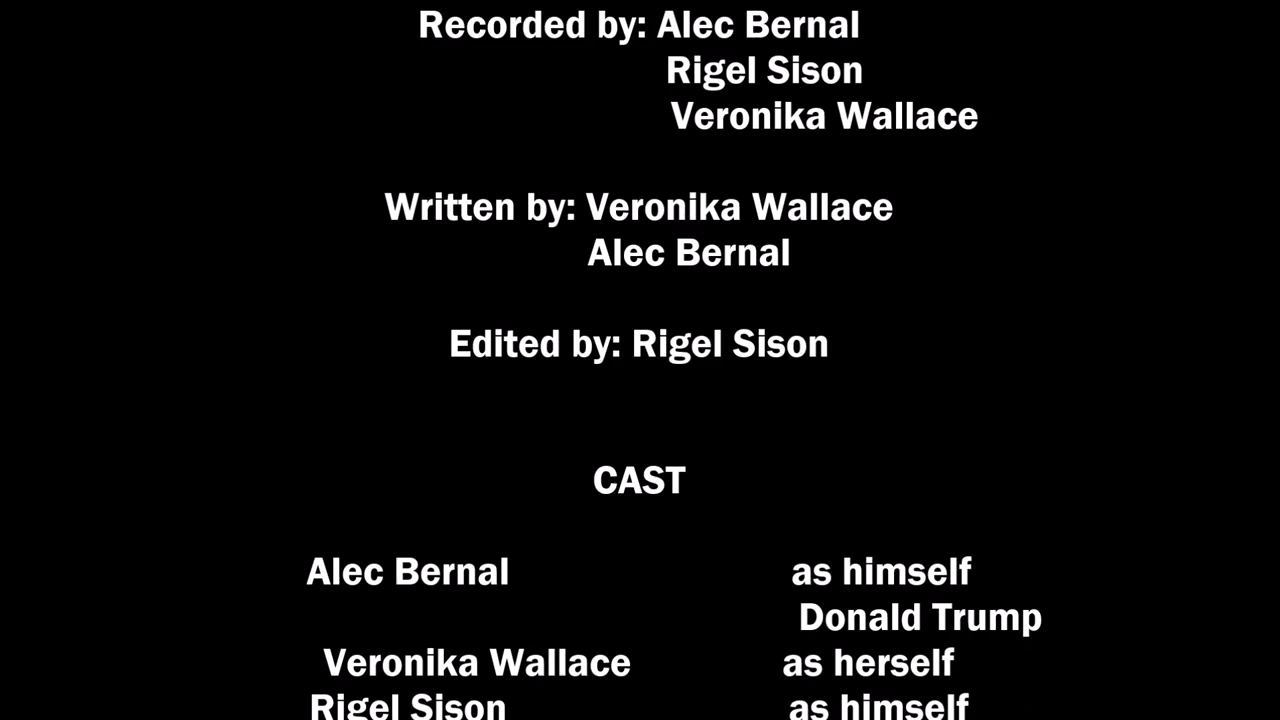 Recorded by: Alec Bernal
Rigel Sison
Veronika Wallace
Written by: Veronika Wallace
Alec Bernal
Edited by: Rigel Sison
CAST
Alec Bernal as himself
Donald Trump
Veronika Wallace as herself
Rigel Sison as himself